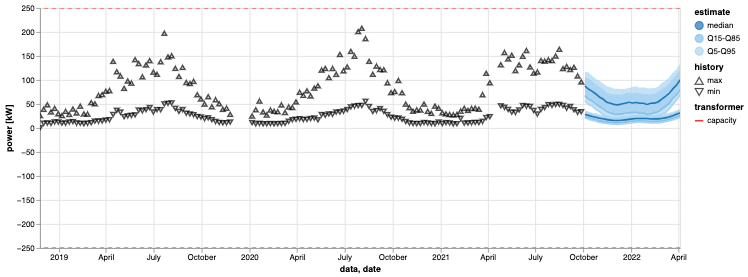 250
200
150
100
50
0
−50
−100
−150
−200
−250
power [kW]
2019
April
July
October
2020
April
July
October
2021
April
July
October
2022
April
data, date
estimate
median
Q15-Q85
Q5-Q95
history
max
min
transformer
capacity